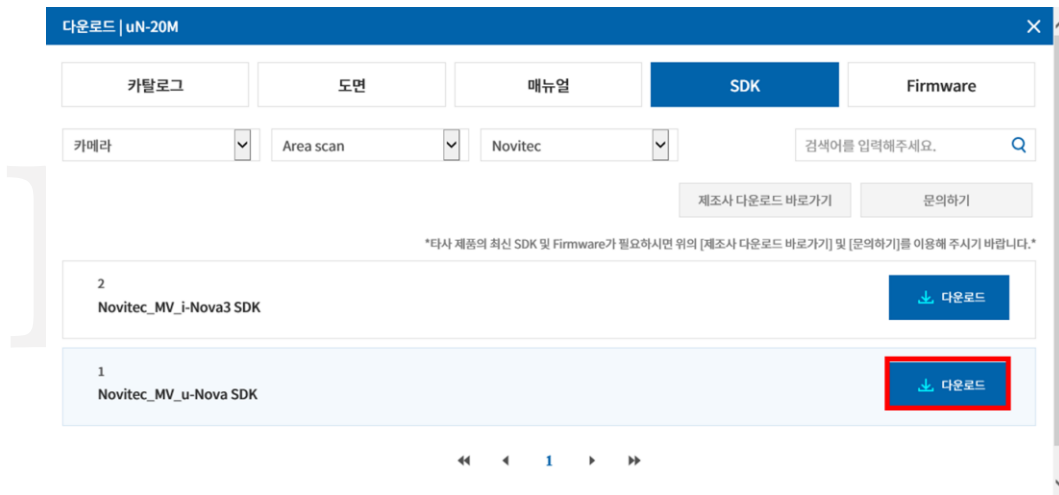 다운로드 | uN-20M
카탈로그 도면 매뉴얼 SDK Firmware
카메라 Area scan Novitec 검색어를 입력해주세요.
제조사 다운로드 바로가기 문의하기
*타사 제품의 최신 SDK 및 Firmware가 필요하시면 위의 [제조사 다운로드 바로가기] 및 [문의하기]를 이용해 주시기 바랍니다.*
2
Novitec_MV_i-Nova3 SDK
다운로드
1
Novitec_MV_u-Nova SDK
다운로드
1